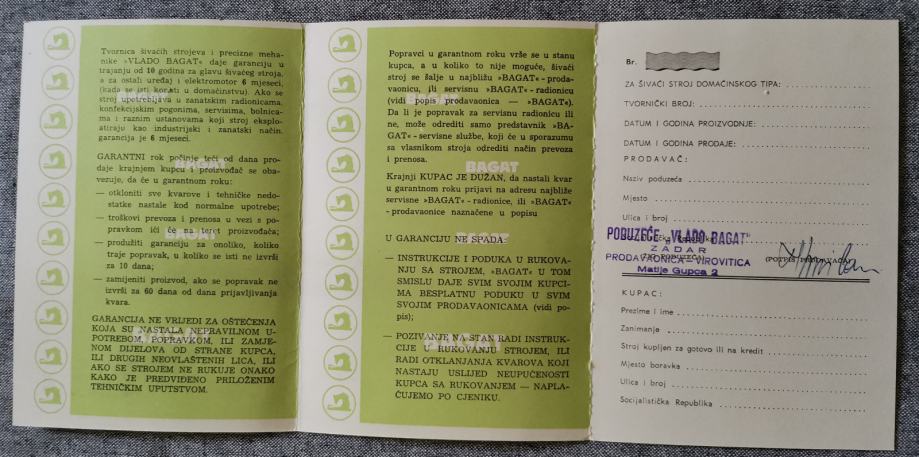 Tvornica šivaćih strojeva i precizne meha-
nike »VLADO BAGAT« daje garanciju u
trajanju od 10 godina za glavu šivaćeg stroja,
a za ostali uređaj i elektromotor 6 mjeseci,
(kada se isti koristi u domaćinstvu). Ako se
stroj upotrebljava u zanatskim radionicama,
konfekcijskim pogonima, servisima, bolnica-
ma i raznim ustanovama koji stroj eksplo-
atiraju kao industrijski i zanatski način,
garancija je 6 mjeseci.
GARANTNI rok počinje teći od dana pro-
daje krajnjem kupcu i proizvođač se oba-
vezuje, da će u garantnom roku:
— otkloniti sve kvarove i tehničke nedo-
statke nastale kod normalne upotrebe;
— troškovi prevoza i prenosa u vezi s po-
pravkom ići će na teret proizvođača;
— produžiti garanciju za onoliko, koliko
traje popravak, u koliko se isti ne izvrši
za 10 dana;
— zamijeniti proizvod, ako se popravak ne
izvrši za 60 dana od dana prijavljivanja
kvara.
GARANCIJA NE VRIJEDI ZA OŠTEĆENJA
KOJA SU NASTALA NEPRAVILNOM U-
POTREBOM, POPRAVKOM, ILI ZAMJE-
NOM DIJELOVA OD STRANE KUPCA,
ILI DRUGIH NEOVLAŠTENIH LICA, ILI
AKO SE STROJEM NE RUKUJE ONAKO
KAKO JE PREDVIĐENO PRILOŽENIM
TEHNIČKIM UPUTSTVOM.
BAGAT
BAGAT
BAGAT
BAGAT
Popravci u garantnom roku vrše se u stanu
kupca, a u koliko to nije moguće, šivaći
stroj se šalje u najbližu »BAGAT«-proda-
vaonicu, ili servisnu »BAGAT«-radionicu
(vidi popis prodavaonica — »BAGAT«).
Da li je popravak za servisnu radionicu ili
ne, može odrediti samo predstavnik »BA-
GAT«-servisne službe, koji će u sporazumu
sa vlasnikom stroja odrediti način prevoza
i prenosa.
Krajnji KUPAC JE DUŽAN, da nastali kvar
u garantnom roku prijavi na adresu najbliže
servisne »BAGAT«-radionice, ili »BAGAT«
-prodavaonice naznačene u popisu
U GARANCIJU NE SPADA:
— INSTRUKCIJE I PODUKA U RUKOVA-
NJU SA STROJEM, »BAGAT« U TOM
SMISLU DAJE SVIM SVOJIM KUPCI-
MA BESPLATNU PODUKU U SVIM
SVOJIM PRODAVAONICAMA (vidi po-
pis);
— POZIVANJE NA STAN RADI INSTRUK-
CIJE U RUKOVANJU STROJEM, ILI
RADI OTKLANJANJA KVAROVA KOJI
NASTAJU USLIJED NEUPUĆENOSTI
KUPCA SA RUKOVANJEM — NAPLA-
ĆUJEMO PO CJENIKU.
BAGAT
BAGAT
BAGAT
BAGAT
Br.
ZA ŠIVAĆI STROJ DOMAĆINSKOG TIPA:
TVORNIČKI BROJ:
DATUM I GODINA PROIZVODNJE:
DATUM I GODINA PRODAJE:
PRODAVAČ:
Naziv poduzeća
Mjesto
Ulica i broj
PODUZEĆE „VLADO BAGAT"
ZADAR
PRODAVAONICA - VIROVITICA
Matije Gupca 2
(POTPIS PRODAVAČA)
KUPAC:
Prezime i ime
Zanimanje
Stroj kupljen za gotovo ili na kredit
Mjesto boravka
Ulica i broj
Socijalistička Republika